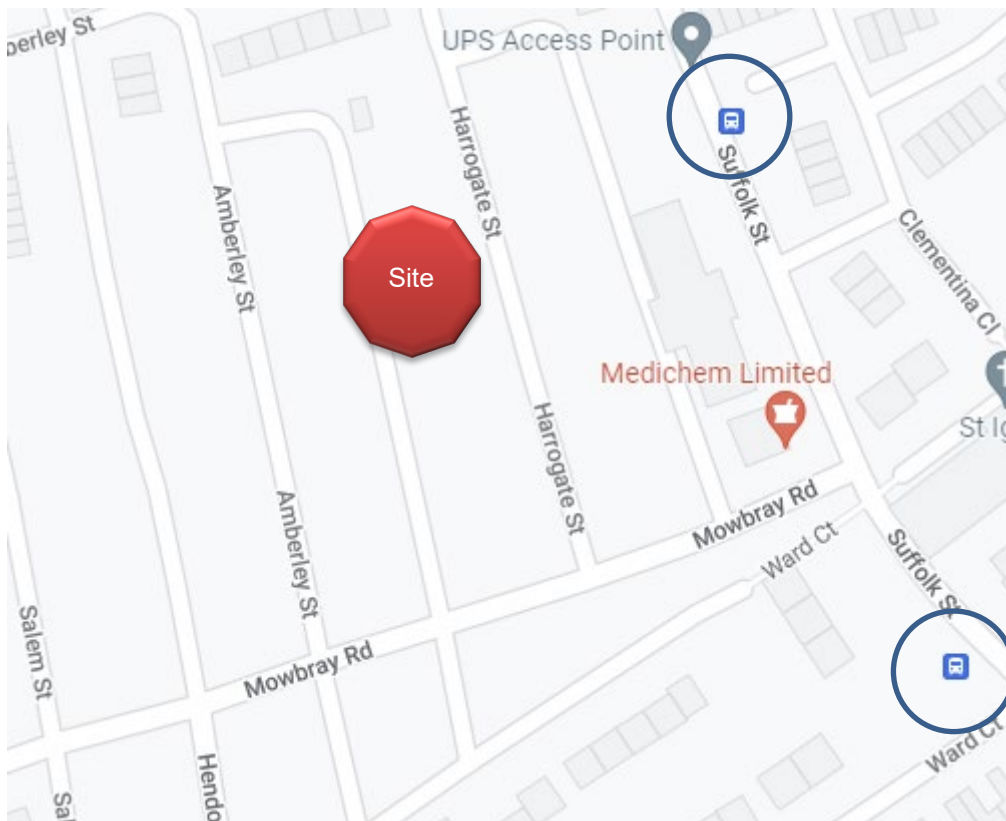 berley St
UPS Access Point
Harrogate St
Suffolk St
Amberley St
Site
Clementina Cl
Medichem Limited
St Ig
Harrogate St
Mowbray Rd
Amberley St
Ward Ct
Suffolk St
Salem St
Mowbray Rd
Ward Ct
Hendo
Sal